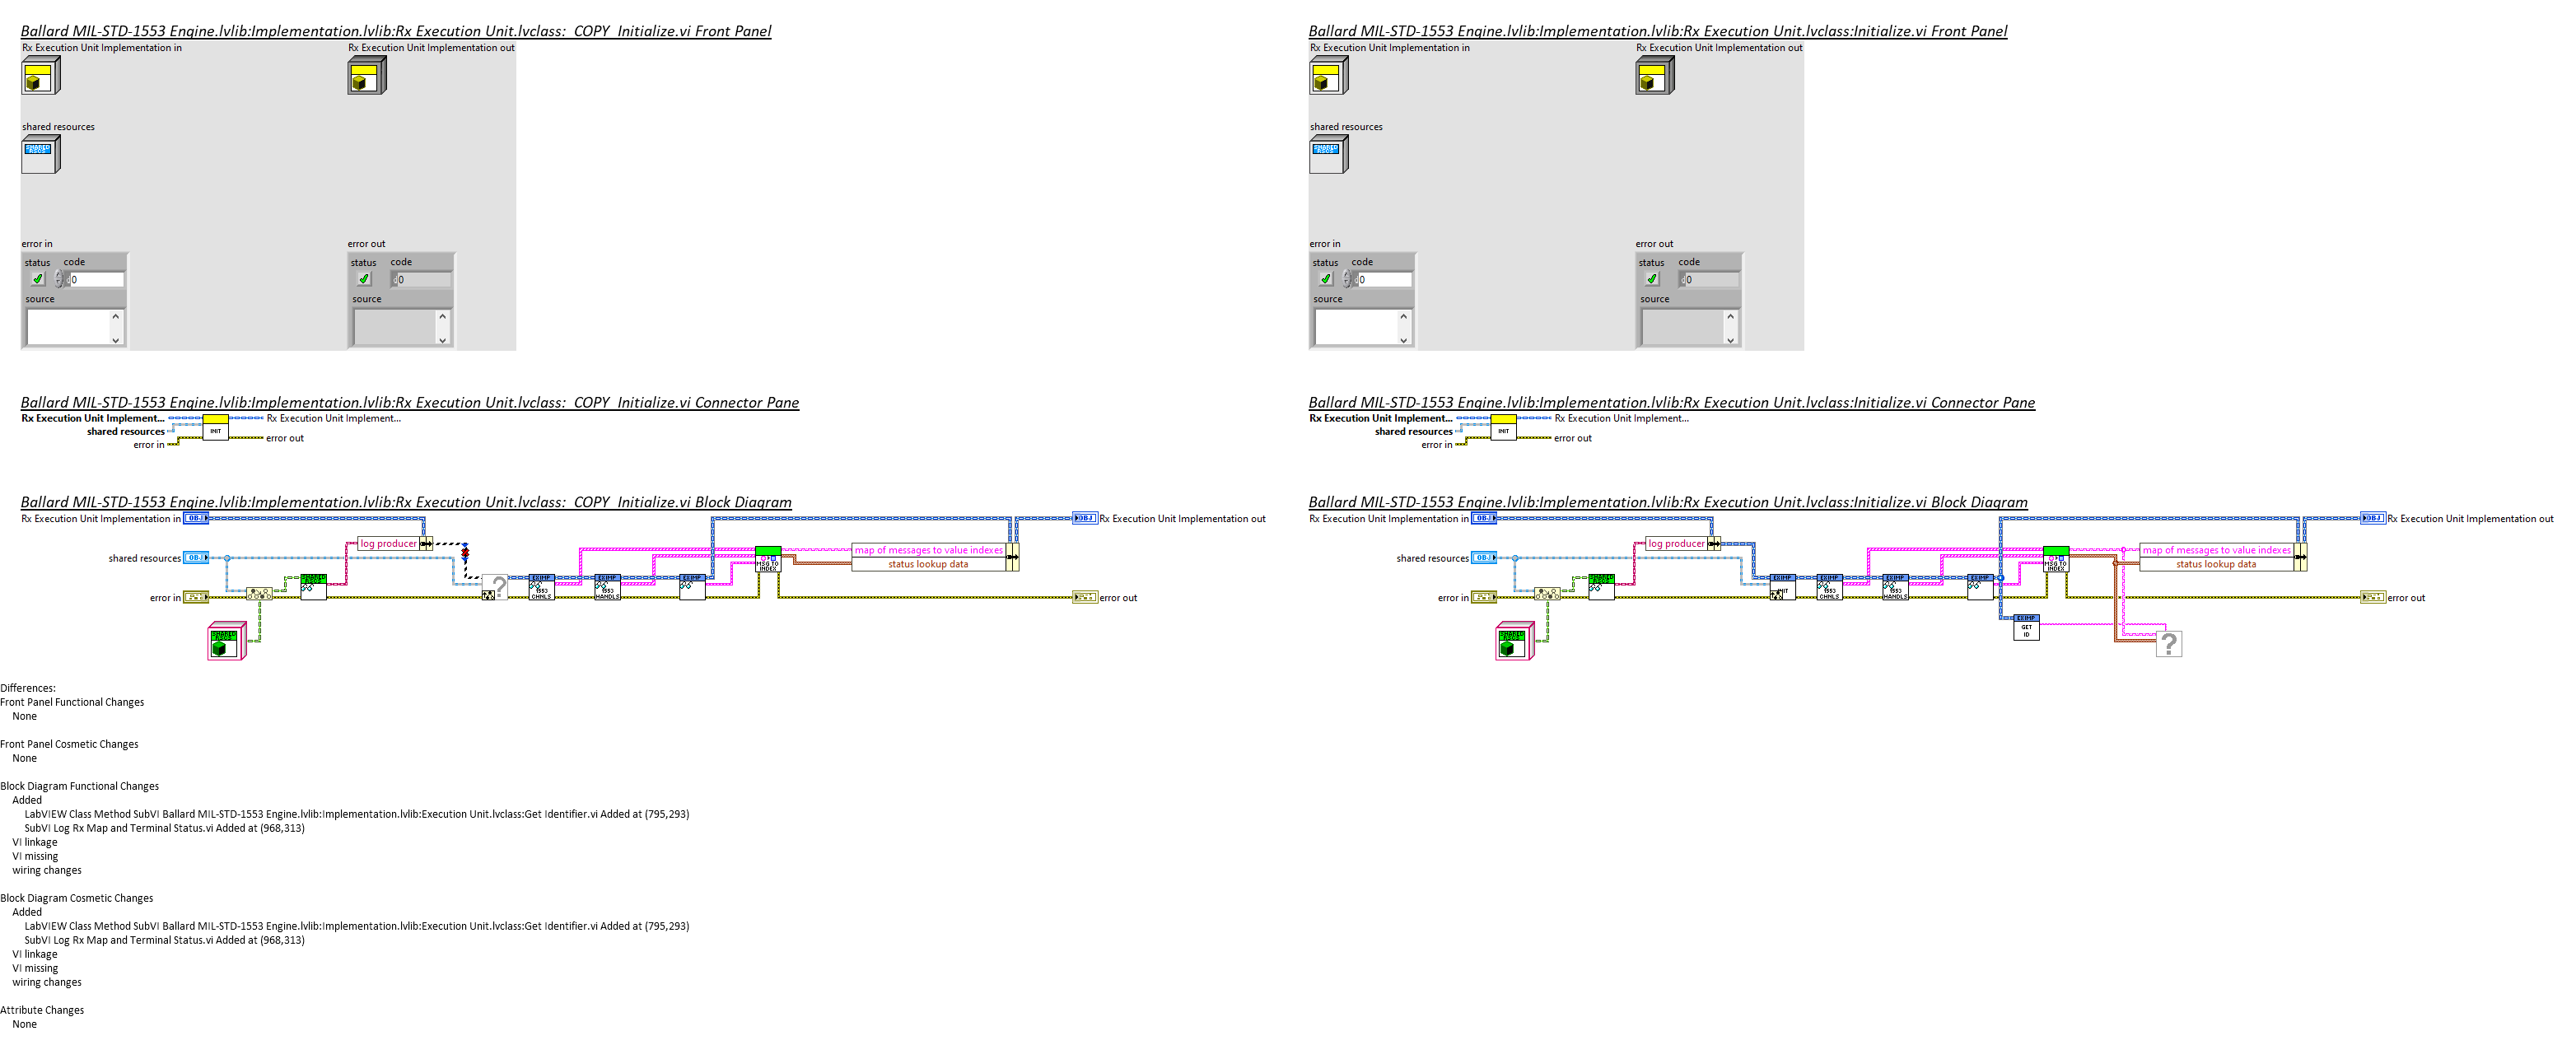 Ballard MIL-STD-1553 Engine.lvlib:Implementation.lvlib:Rx Execution Unit.lvclass:_COPY_Initialize.vi Front Panel
Rx Execution Unit Implementation in
Rx Execution Unit Implementation out
shared resources
SHARED
RSCS
error in
status
code
0
source
error out
status
code
0
source
Ballard MIL-STD-1553 Engine.lvlib:Implementation.lvlib:Rx Execution Unit.lvclass:_COPY_Initialize.vi Connector Pane
Rx Execution Unit Implement...
Rx Execution Unit Implement...
shared resources
INIT
error in
error out
Ballard MIL-STD-1553 Engine.lvlib:Implementation.lvlib:Rx Execution Unit.lvclass:_COPY_Initialize.vi Block Diagram
Rx Execution Unit Implementation in
OBJ
OBJ
Rx Execution Unit Implementation out
log producer
map of messages to value indexes
status lookup data
shared resources
OBJ
MSG TO
INDEX
?
EXIMP
1553
CHNLS
EXIMP
1553
HANDLS
EXIMP
error in
error out
SHARED
RSCS
Ballard MIL-STD-1553 Engine.lvlib:Implementation.lvlib:Rx Execution Unit.lvclass:Initialize.vi Front Panel
Rx Execution Unit Implementation in
Rx Execution Unit Implementation out
shared resources
SHARED
RSCS
error in
status
code
0
source
error out
status
code
0
source
Ballard MIL-STD-1553 Engine.lvlib:Implementation.lvlib:Rx Execution Unit.lvclass:Initialize.vi Connector Pane
Rx Execution Unit Implement...
Rx Execution Unit Implement...
shared resources
INIT
error in
error out
Ballard MIL-STD-1553 Engine.lvlib:Implementation.lvlib:Rx Execution Unit.lvclass:Initialize.vi Block Diagram
Rx Execution Unit Implementation in
OBJ
OBJ
Rx Execution Unit Implementation out
log producer
map of messages to value indexes
status lookup data
shared resources
OBJ
MSG TO
INDEX
EXIMP
EXIMP
1553
CHNLS
EXIMP
1553
HANDLS
EXIMP
error in
error out
EXIMP
GET
ID
?
SHARED
RSCS
Differences:
Front Panel Functional Changes
None
Front Panel Cosmetic Changes
None
Block Diagram Functional Changes
Added
LabVIEW Class Method SubVI Ballard MIL-STD-1553 Engine.lvlib:Implementation.lvlib:Execution Unit.lvclass:Get Identifier.vi Added at (795,293)
SubVI Log Rx Map and Terminal Status.vi Added at (968,313)
VI linkage
VI missing
wiring changes
Block Diagram Cosmetic Changes
Added
LabVIEW Class Method SubVI Ballard MIL-STD-1553 Engine.lvlib:Implementation.lvlib:Execution Unit.lvclass:Get Identifier.vi Added at (795,293)
SubVI Log Rx Map and Terminal Status.vi Added at (968,313)
VI linkage
VI missing
wiring changes
Attribute Changes
None